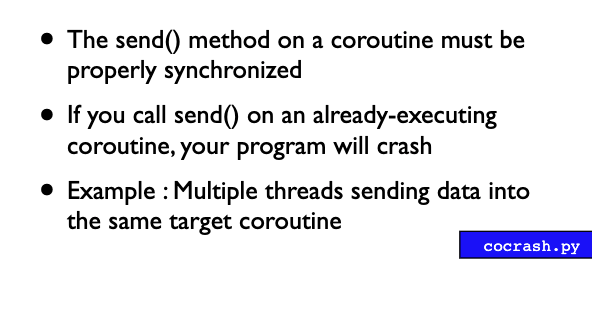 • The send() method on a coroutine must be
properly synchronized
• If you call send() on an already-executing
coroutine, your program will crash
• Example : Multiple threads sending data into
the same target coroutine
cocrash.py